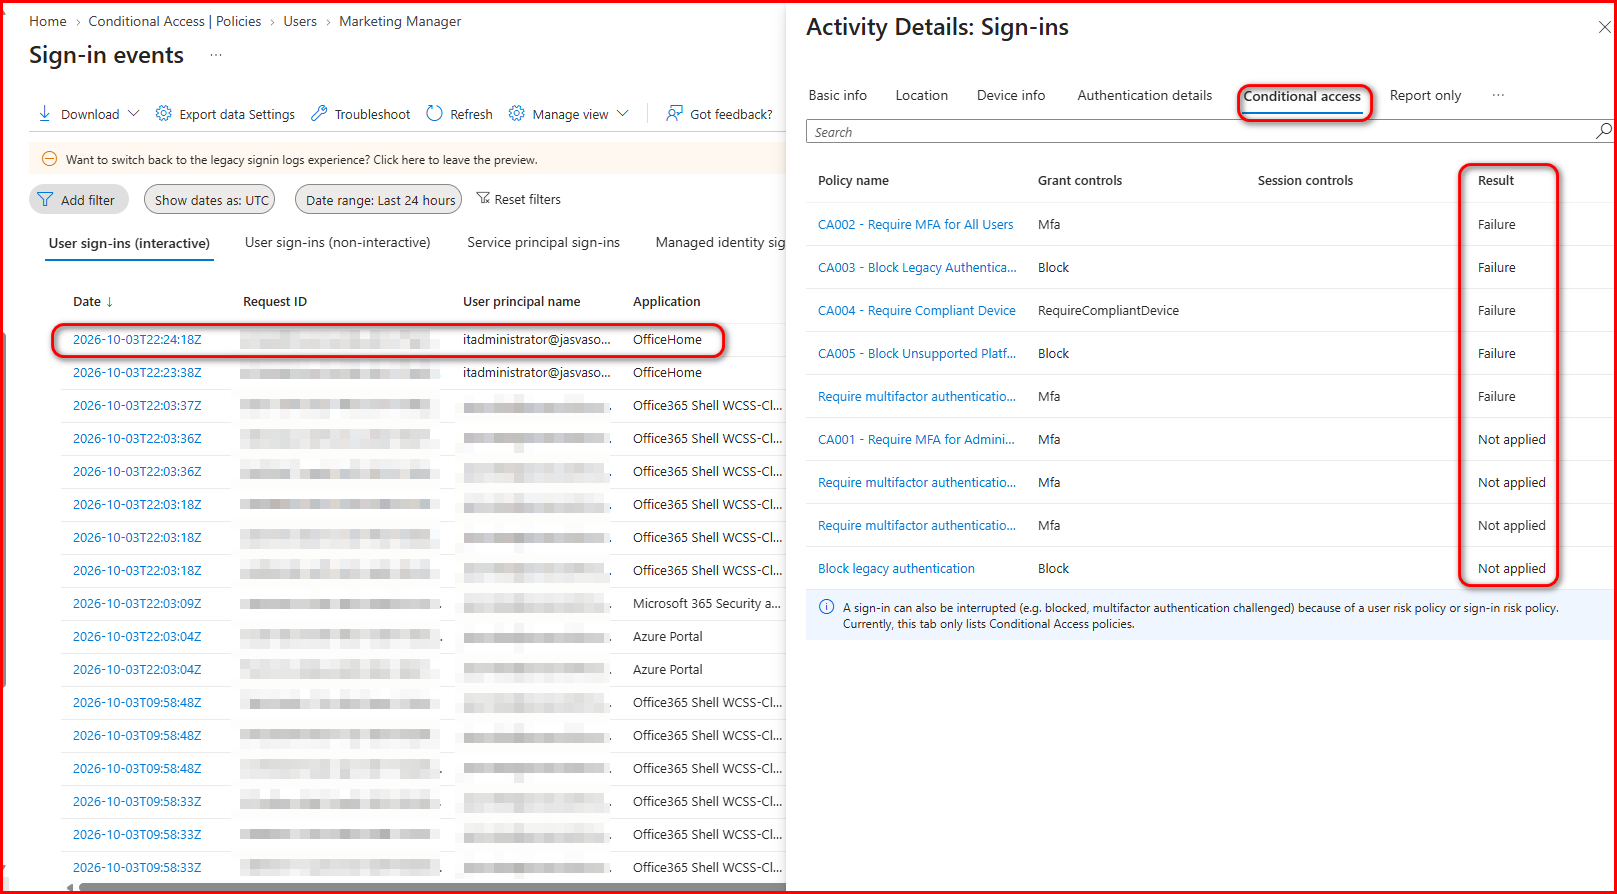 Home > Conditional Access | Policies > Users > Marketing Manager
Sign-in events ...
Download Export data Settings Troubleshoot Refresh Manage view Got feedback?
Want to switch back to the legacy signin logs experience? Click here to leave the preview.
Add filter Show dates as: UTC Date range: Last 24 hours Reset filters
User sign-ins (interactive) User sign-ins (non-interactive) Service principal sign-ins Managed identity sig
Date ↓ Request ID User principal name Application
2026-10-03T22:24:18Z itadministrator@jasvaso... OfficeHome
2026-10-03T22:23:38Z itadministrator@jasvaso... OfficeHome
2026-10-03T22:03:37Z Office365 Shell WCSS-Cl...
2026-10-03T22:03:36Z Office365 Shell WCSS-Cl...
2026-10-03T22:03:36Z Office365 Shell WCSS-Cl...
2026-10-03T22:03:18Z Office365 Shell WCSS-Cl...
2026-10-03T22:03:18Z Office365 Shell WCSS-Cl...
2026-10-03T22:03:18Z Office365 Shell WCSS-Cl...
2026-10-03T22:03:09Z Microsoft 365 Security a...
2026-10-03T22:03:04Z Azure Portal
2026-10-03T22:03:04Z Azure Portal
2026-10-03T09:58:48Z Office365 Shell WCSS-Cl...
2026-10-03T09:58:48Z Office365 Shell WCSS-Cl...
2026-10-03T09:58:48Z Office365 Shell WCSS-Cl...
2026-10-03T09:58:33Z Office365 Shell WCSS-Cl...
2026-10-03T09:58:33Z Office365 Shell WCSS-Cl...
2026-10-03T09:58:33Z Office365 Shell WCSS-Cl...
Activity Details: Sign-ins
Basic info Location Device info Authentication details Conditional access Report only ...
Search
Policy name Grant controls Session controls Result
CA002 - Require MFA for All Users Mfa Failure
CA003 - Block Legacy Authentica... Block Failure
CA004 - Require Compliant Device RequireCompliantDevice Failure
CA005 - Block Unsupported Platf... Block Failure
Require multifactor authenticatio... Mfa Failure
CA001 - Require MFA for Admini... Mfa Not applied
Require multifactor authenticatio... Mfa Not applied
Require multifactor authenticatio... Mfa Not applied
Block legacy authentication Block Not applied
A sign-in can also be interrupted (e.g. blocked, multifactor authentication challenged) because of a user risk policy or sign-in risk policy.
Currently, this tab only lists Conditional Access policies.